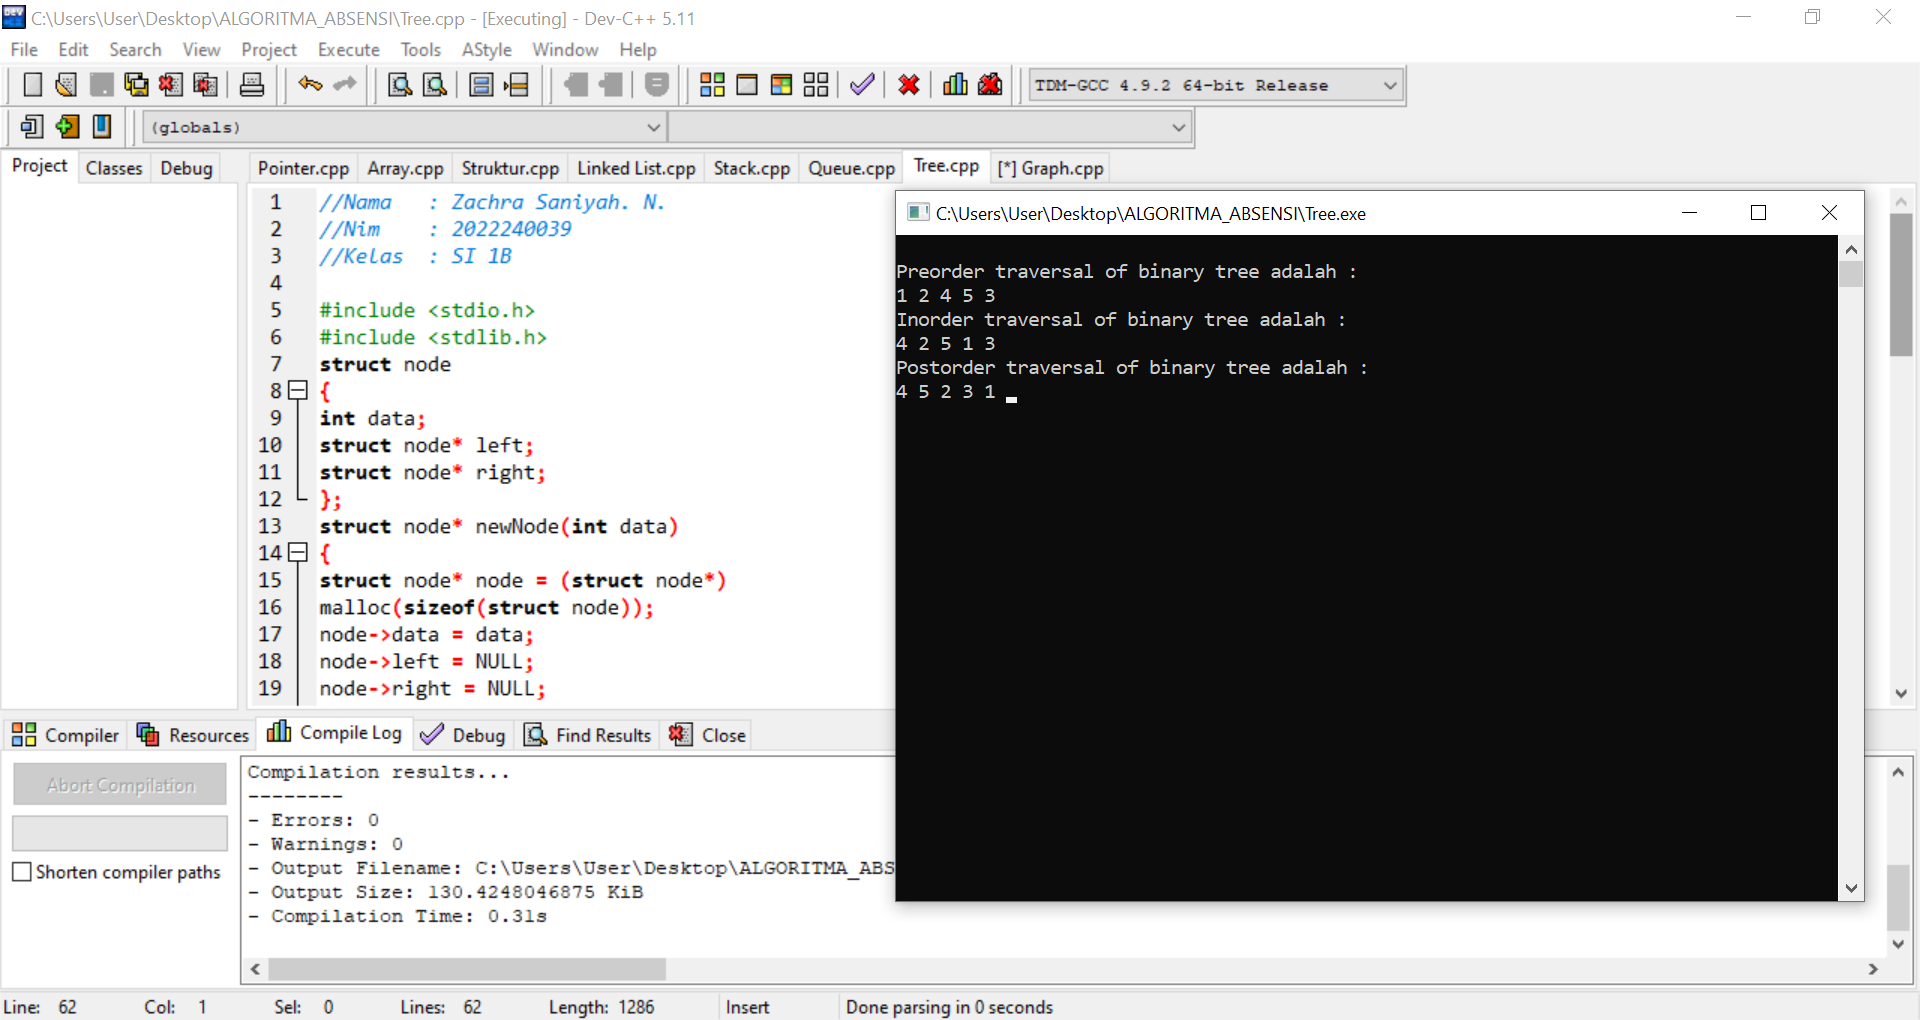 C:\Users\User\Desktop\ALGORITMA_ABSENSI\Tree.cpp - [Executing] - Dev-C++ 5.11
File Edit Search View Project Execute Tools AStyle Window Help
TDM-GCC 4.9.2 64-bit Release
(globals)
Project Classes Debug
Pointer.cpp Array.cpp Struktur.cpp Linked List.cpp Stack.cpp Queue.cpp Tree.cpp [*] Graph.cpp
1 //Nama   : Zachra Saniyah. N.
2 //Nim    : 2022240039
3 //Kelas  : SI 1B
4
5 #include <stdio.h>
6 #include <stdlib.h>
7 struct node
8 {
9 int data;
10 struct node* left;
11 struct node* right;
12 };
13 struct node* newNode(int data)
14 {
15 struct node* node = (struct node*)
16 malloc(sizeof(struct node));
17 node->data = data;
18 node->left = NULL;
19 node->right = NULL;
C:\Users\User\Desktop\ALGORITMA_ABSENSI\Tree.exe
Preorder traversal of binary tree adalah :
1 2 4 5 3
Inorder traversal of binary tree adalah :
4 2 5 1 3
Postorder traversal of binary tree adalah :
4 5 2 3 1
Compiler Resources Compile Log Debug Find Results Close
Abort Compilation
Shorten compiler paths
Compilation results...
--------
- Errors: 0
- Warnings: 0
- Output Filename: C:\Users\User\Desktop\ALGORITMA_ABS
- Output Size: 130.4248046875 KiB
- Compilation Time: 0.31s
Line: 62 Col: 1 Sel: 0 Lines: 62 Length: 1286 Insert Done parsing in 0 seconds